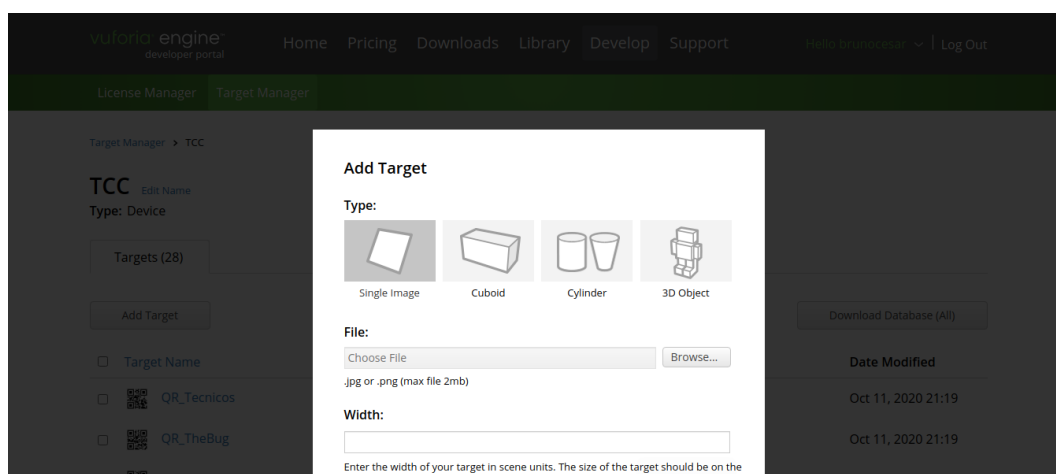 vuforia engine™
developer portal
Home Pricing Downloads Library Develop Support
Hello brunocesar | Log Out
License Manager Target Manager
Target Manager > TCC
TCC Edit Name
Type: Device
Targets (28)
Add Target
Download Database (All)
Target Name
Date Modified
QR_Tecnicos
Oct 11, 2020 21:19
QR_TheBug
Oct 11, 2020 21:19
Add Target
Type:
Single Image Cuboid Cylinder 3D Object
File:
Choose File Browse...
.jpg or .png (max file 2mb)
Width:
Enter the width of your target in scene units. The size of the target should be on the